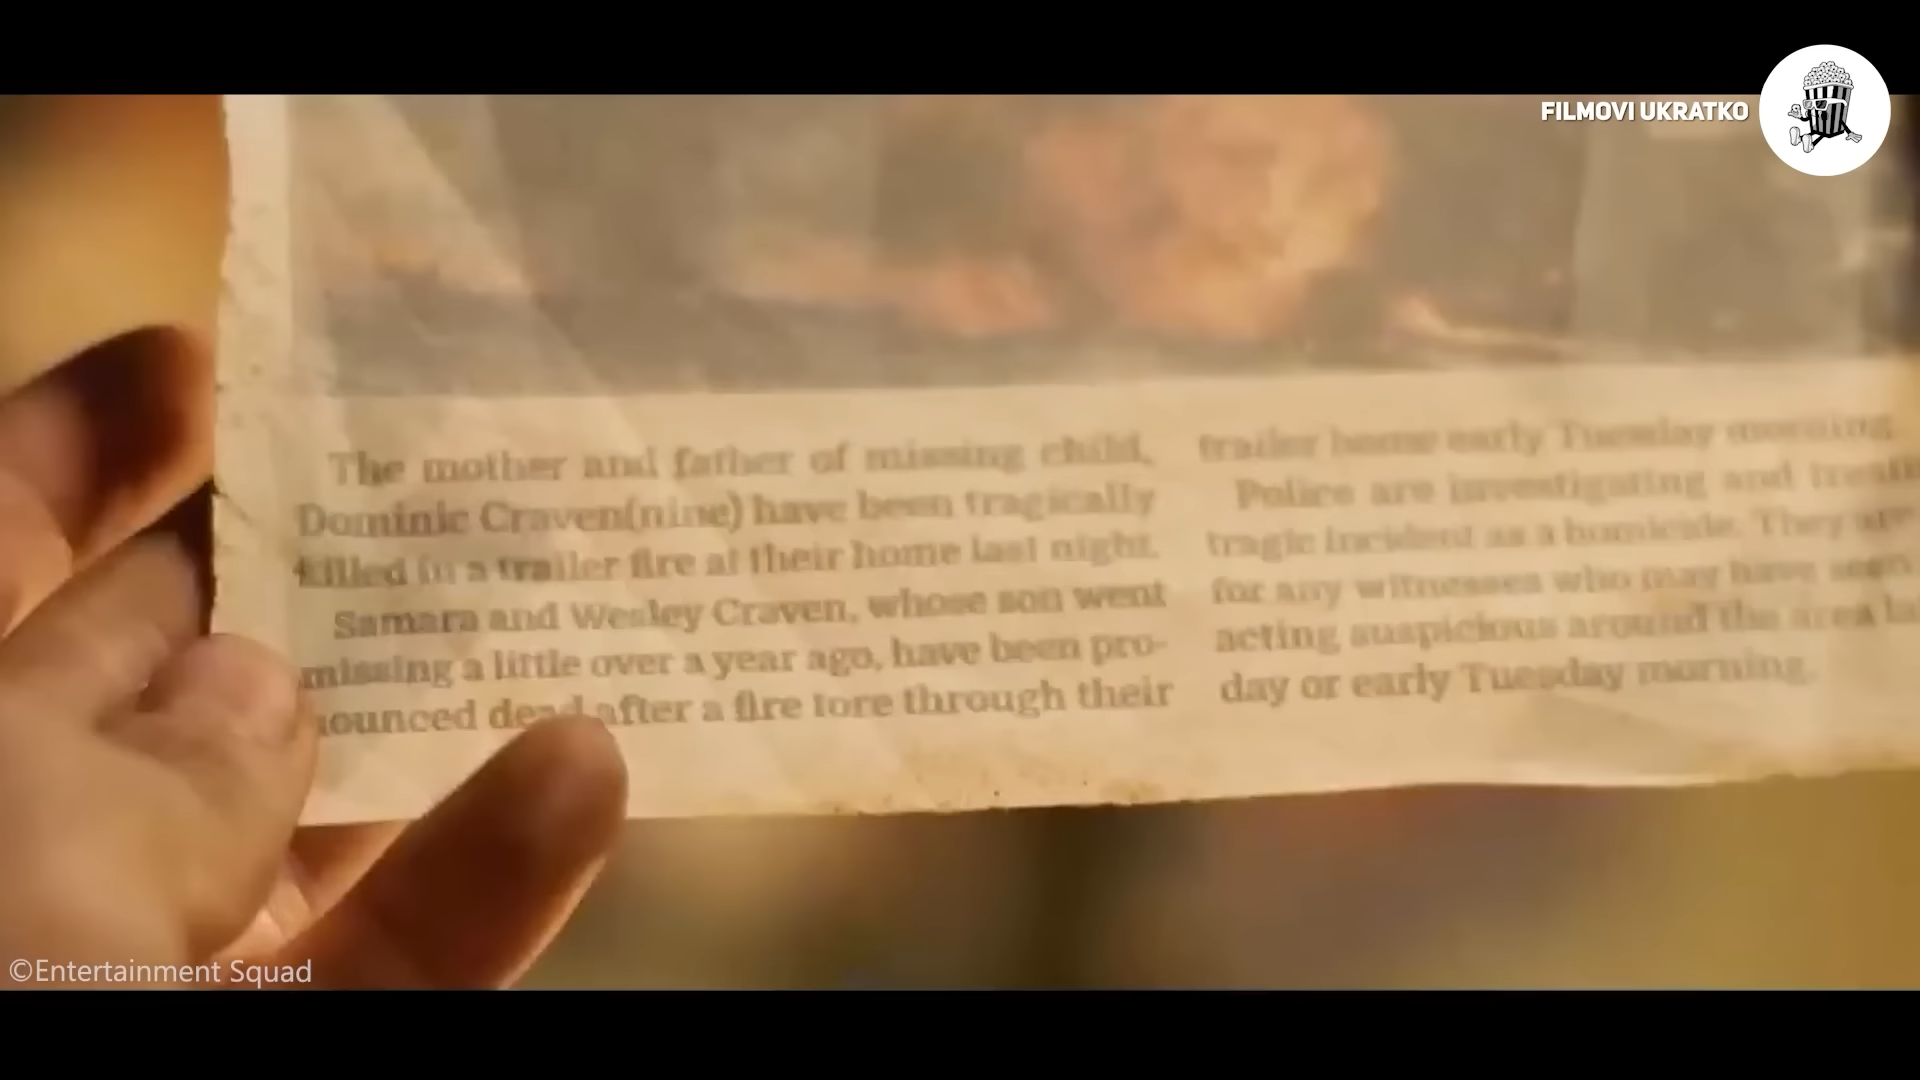 FILMOVI UKRATKO
The mother and father of missing child,
Dominic Craven(nine) have been tragically
killed in a trailer fire at their home last night.
Samara and Wesley Craven, whose son went
missing a little over a year ago, have been pro-
nounced dead after a fire tore through their
trailer home early Tuesday morning.
Police are investigating and
tragic incident as a homicide. They are
for any witnesses who may have seen
acting suspicious around the area
day or early Tuesday morning.
©Entertainment Squad